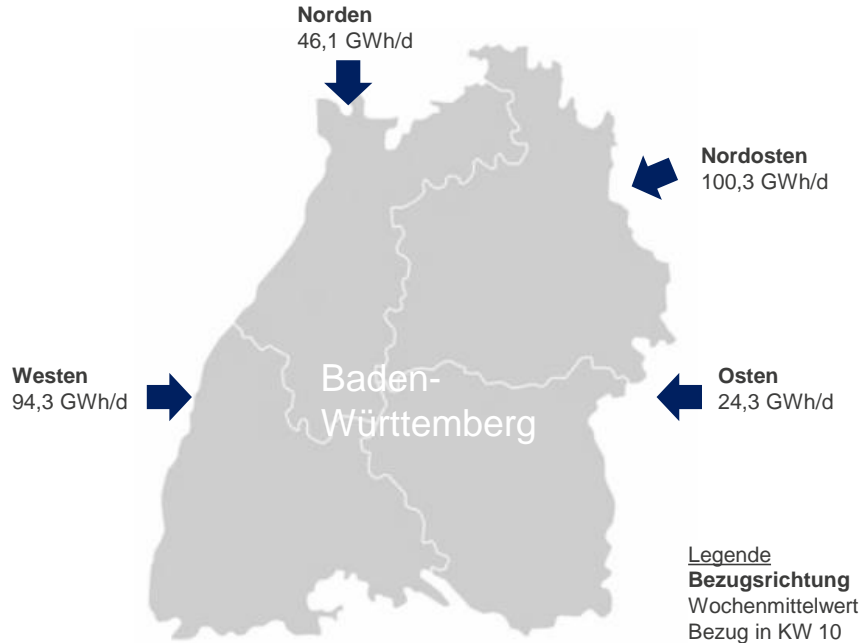 Norden
46,1 GWh/d
Nordosten
100,3 GWh/d
Westen
94,3 GWh/d
Baden-
Württemberg
Osten
24,3 GWh/d
Legende
Bezugsrichtung
Wochenmittelwert
Bezug in KW 10